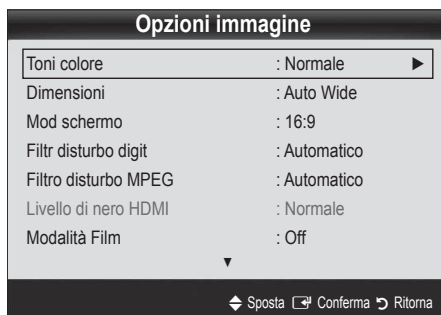 Opzioni immagine
Toni colore : Normale ►
Dimensioni : Auto Wide
Mod schermo : 16:9
Filtr disturbo digit : Automatico
Filtro disturbo MPEG : Automatico
Livello di nero HDMI : Normale
Modalità Film : Off
▼
Sposta Conferma Ritorna